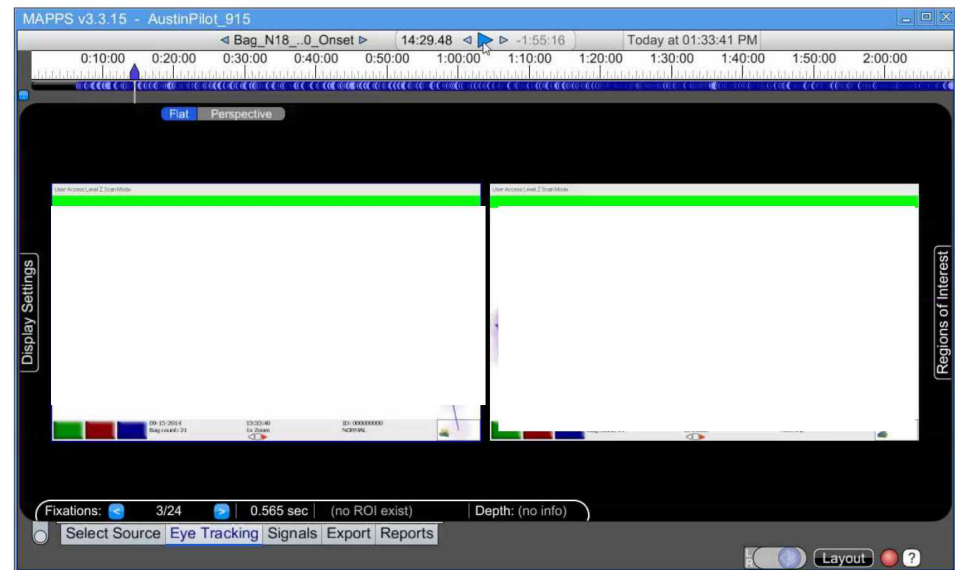 MAPPS v3.3.15 - AustinPilot_915
Bag_N18_..0_Onset 14:29.48 -1:55:16 Today at 01:33:41 PM
0:10:00 0:20:00 0:30:00 0:40:00 0:50:00 1:00:00 1:10:00 1:20:00 1:30:00 1:40:00 1:50:00 2:00:00
Flat Perspective
User Access Level Z Scan Mode
User Access Level Z Scan Mode
Display Settings
Regions of Interest
09-15-2014 13:33:40 ID: 000000000
Bag count: 21 1x Zoom NORMAL
Fixations: < 3/24 > 0.565 sec (no ROI exist) Depth: (no info)
Select Source Eye Tracking Signals Export Reports
L
R
Layout ?